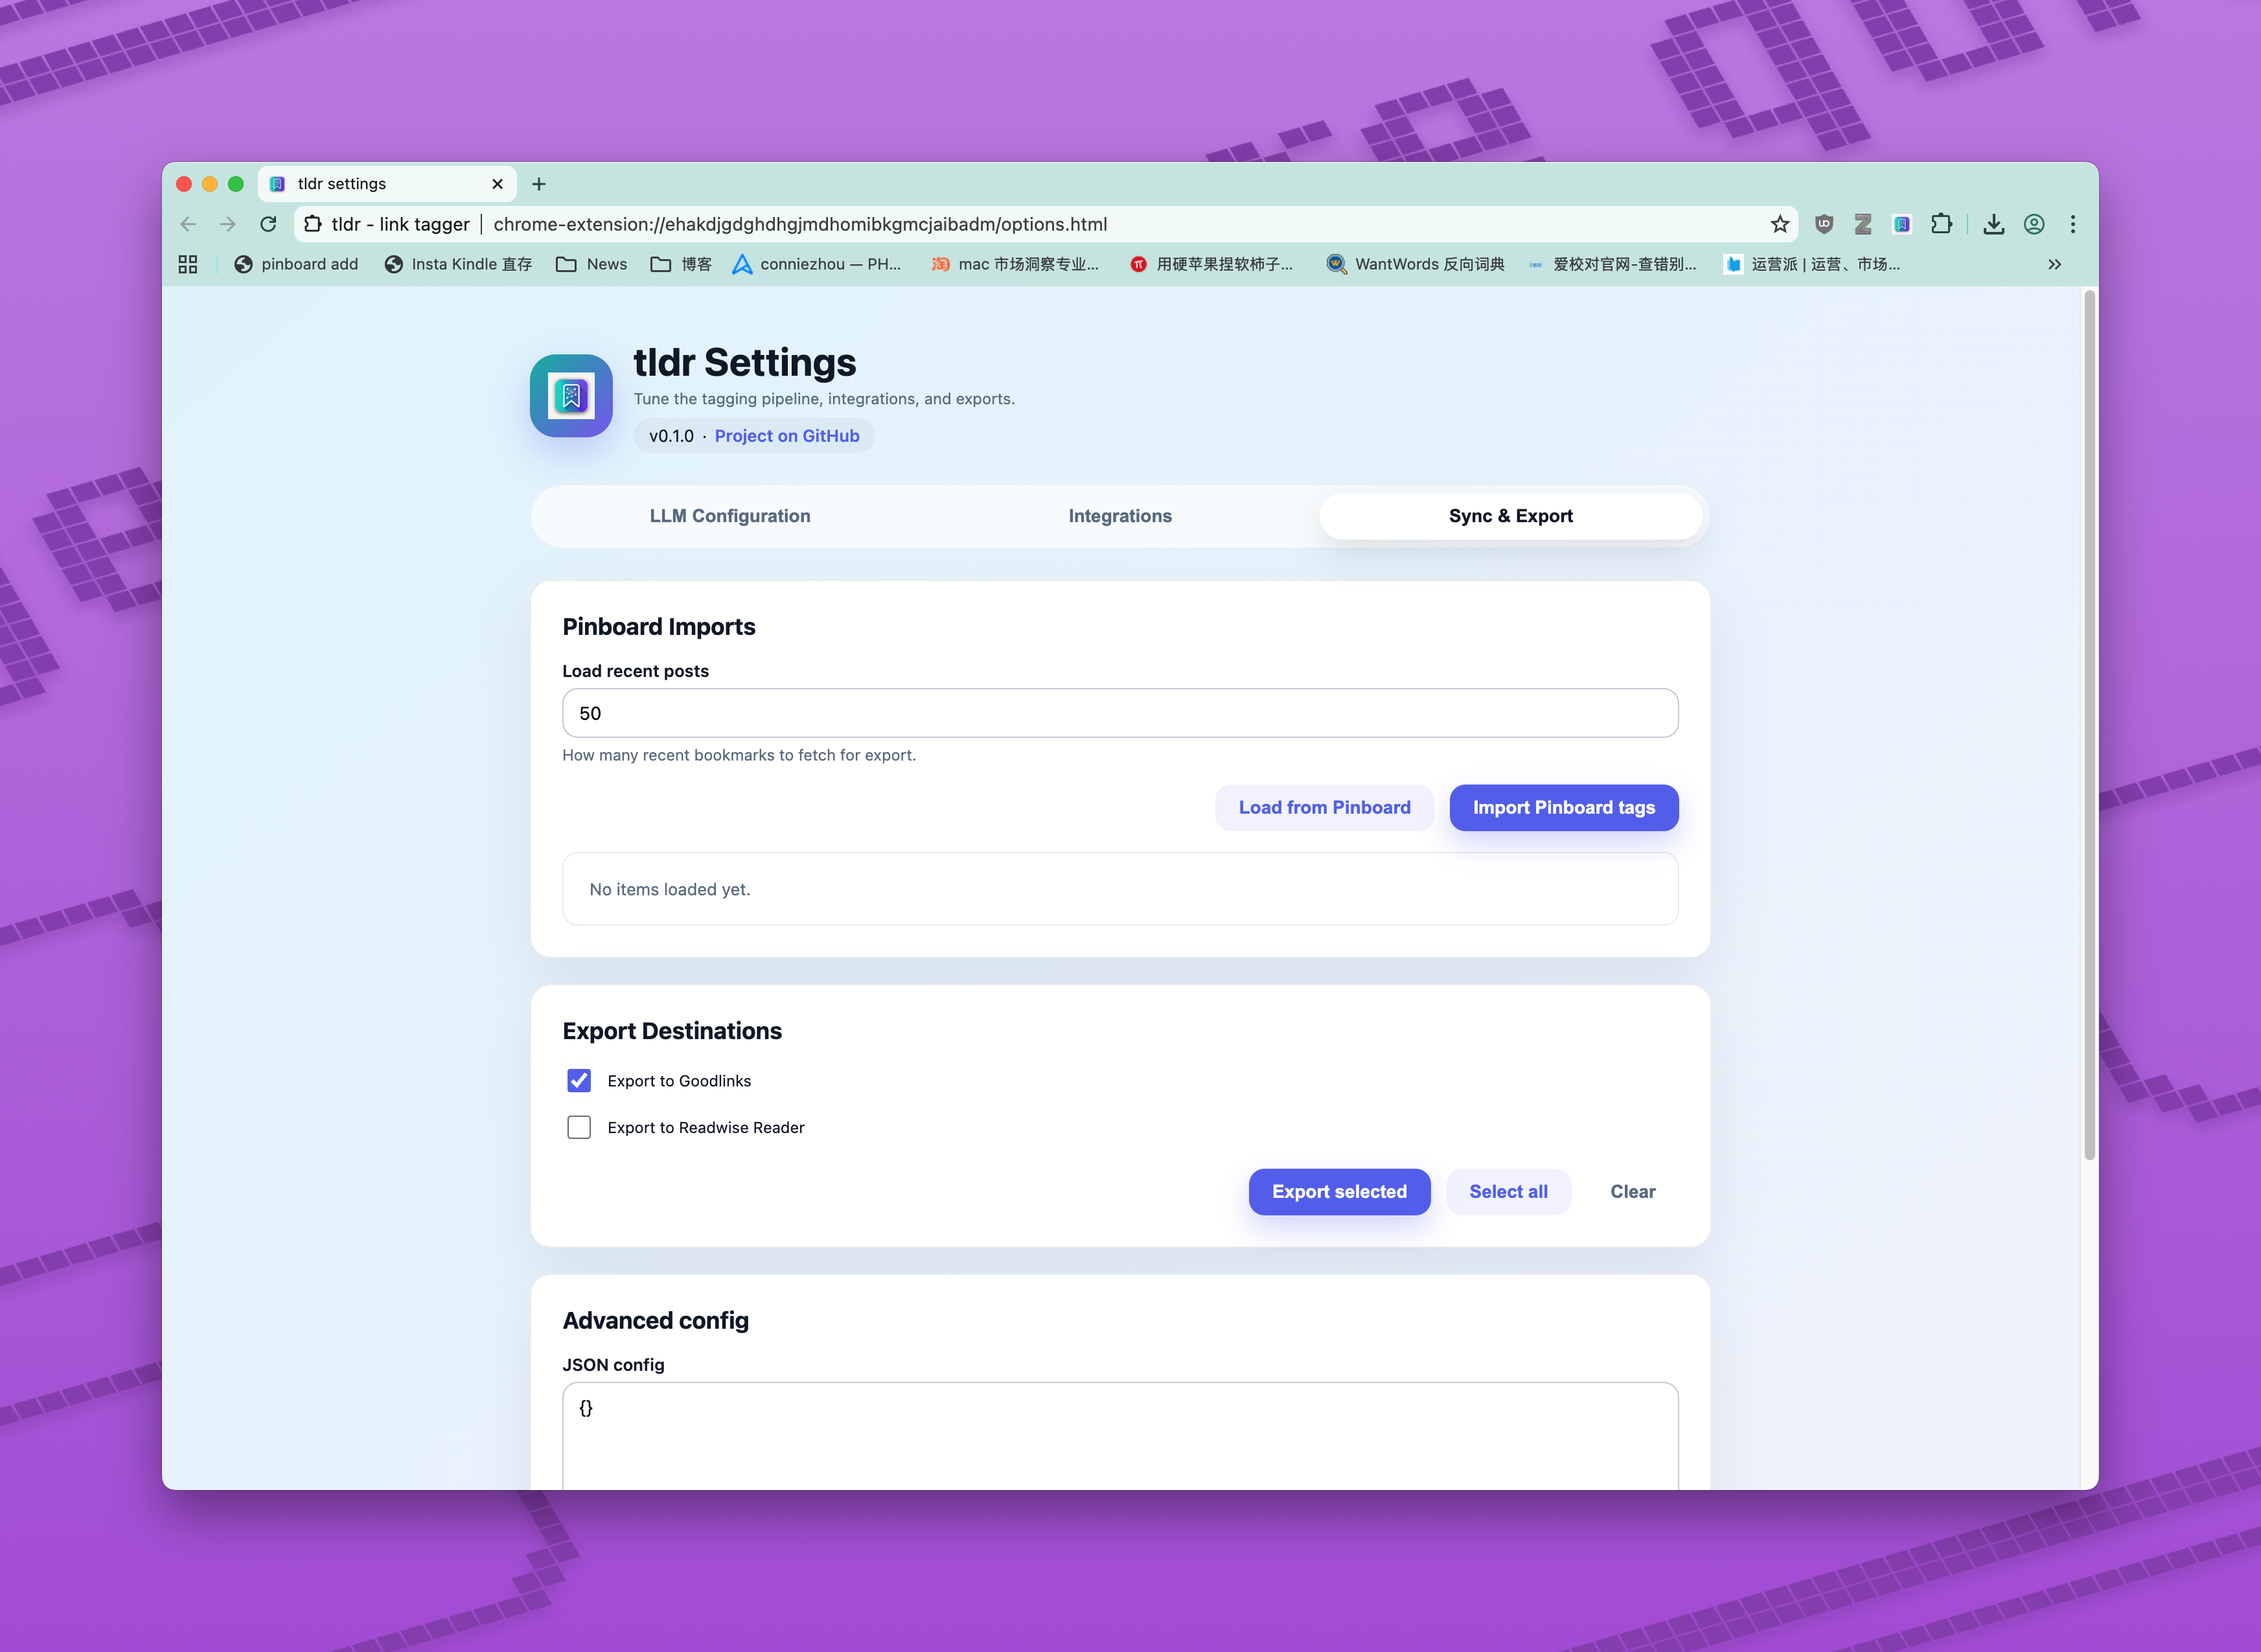 tldr settings
tldr - link tagger | chrome-extension://ehakdjgdghdhgjmdhomibkgmcjaibadm/options.html
pinboard add Insta Kindle 直存 News 博客 conniezhou — PH... mac 市场洞察专业... 用硬苹果捏软柿子... WantWords 反向词典 爱校对官网-查错别... 运营派 | 运营、市场...
tldr Settings
Tune the tagging pipeline, integrations, and exports.
v0.1.0 · Project on GitHub
LLM Configuration Integrations Sync & Export
Pinboard Imports
Load recent posts
50
How many recent bookmarks to fetch for export.
Load from Pinboard Import Pinboard tags
No items loaded yet.
Export Destinations
Export to Goodlinks
Export to Readwise Reader
Export selected Select all Clear
Advanced config
JSON config
{}